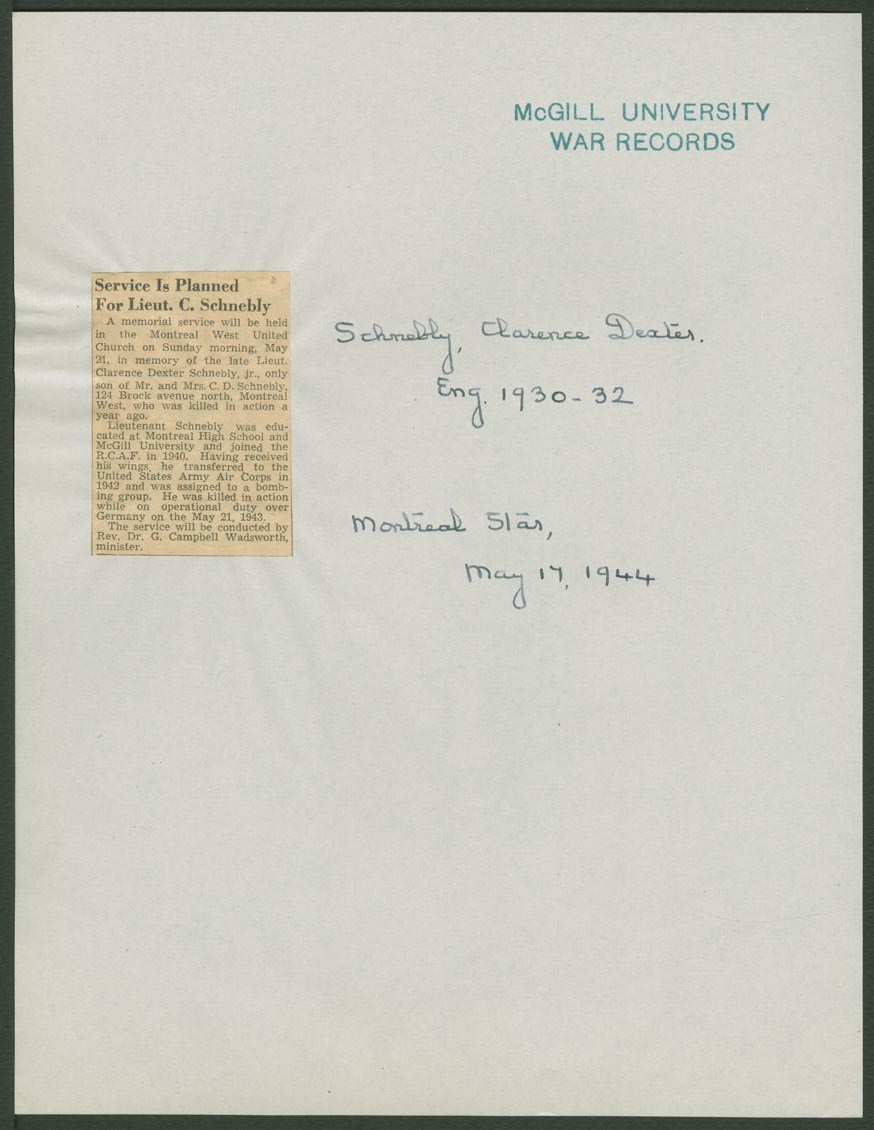 McGILL UNIVERSITY
WAR RECORDS
Service Is Planned
For Lieut. C. Schnebly
A memorial service will be held
in the Montreal West United
Church on Sunday morning, May
21, in memory of the late Lieut.
Clarence Dexter Schnebly, jr., only
son of Mr. and Mrs. C. D. Schnebly,
124 Brock avenue north, Montreal
West, who was killed in action a
year ago.
Lieutenant Schnebly was edu-
cated at Montreal High School and
McGill University and joined the
R.C.A.F. in 1940. Having received
his wings, he transferred to the
United States Army Air Corps in
1942 and was assigned to a bomb-
ing group. He was killed in action
while on operational duty over
Germany on the May 21, 1943.
The service will be conducted by
Rev. Dr. G. Campbell Wadsworth,
minister.
Schnebly, Clarence Dexter.
Eng. 1930-32
Montreal Star,
May 17, 1944